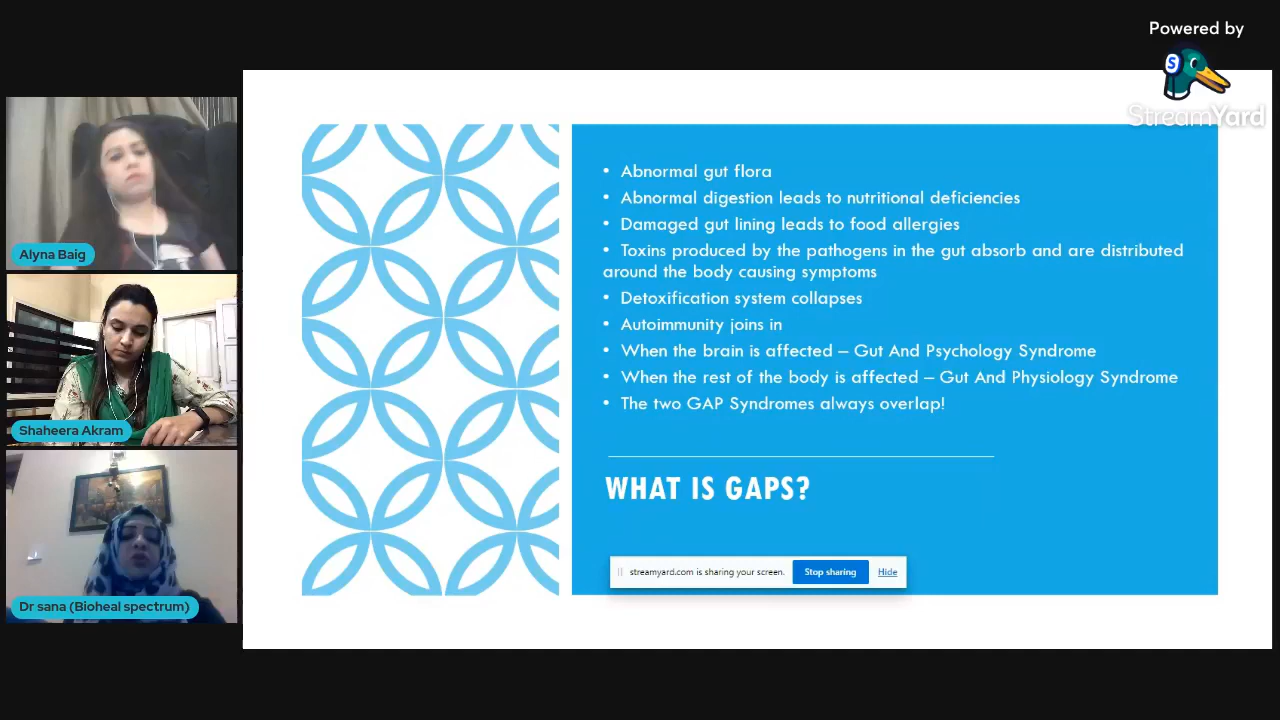 Powered by
StreamYard
Alyna Baig
Shaheera Akram
Dr sana (Bioheal spectrum)
• Abnormal gut flora
• Abnormal digestion leads to nutritional deficiencies
• Damaged gut lining leads to food allergies
• Toxins produced by the pathogens in the gut absorb and are distributed
around the body causing symptoms
• Detoxification system collapses
• Autoimmunity joins in
• When the brain is affected – Gut And Psychology Syndrome
• When the rest of the body is affected – Gut And Physiology Syndrome
• The two GAP Syndromes always overlap!
WHAT IS GAPS?
streamyard.com is sharing your screen. Stop sharing Hide